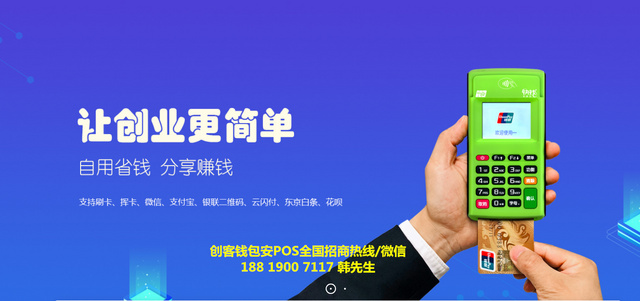 让创业更简单
自用省钱 分享赚钱
支持刷卡、挥卡、微信、支付宝、银联二维码、云闪付、东京白条、花呗
创客钱包安POS全国招商热线/微信
188 1900 7117 韩先生